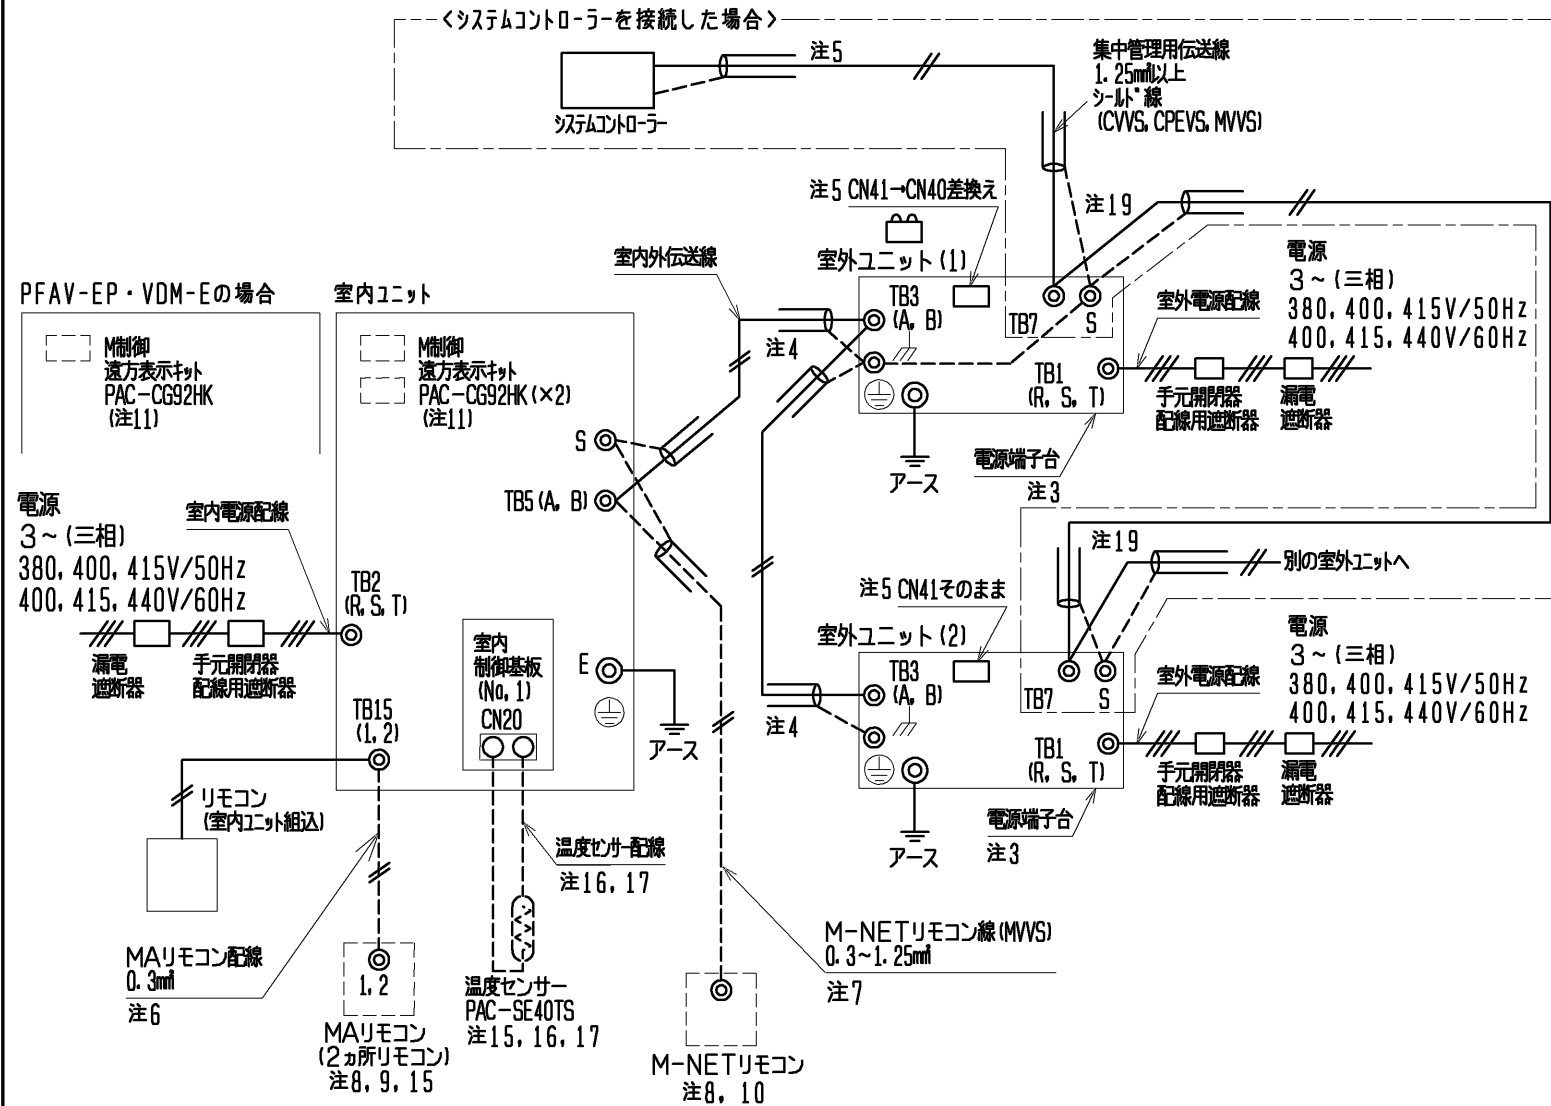 <システムコントローラーを接続した場合>
注5
集中管理用伝送線
1.25㎟以上
シールド線
(CVVS, CPEVS, MVVS)
システムコントローラー
注5 CN41→CN40差換え
注19
室内外伝送線
室外ユニット(1)
電源
3~(三相)
380, 400, 415V/50Hz
400, 415, 440V/60Hz
室外電源配線
TB3
(A, B)
TB7
S
注4
TB1
(R, S, T)
手元開閉器
配線用遮断器
漏電
遮断器
アース
電源端子台
注3
PFAV-EP・VDM-Eの場合
M制御
遠方表示キット
PAC-CG92HK
(注11)
室内ユニット
M制御
遠方表示キット
PAC-CG92HK(×2)
(注11)
S
TB5(A, B)
電源
3~(三相)
380, 400, 415V/50Hz
400, 415, 440V/60Hz
室内電源配線
TB2
(R, S, T)
漏電
遮断器
手元開閉器
配線用遮断器
室内
制御基板
(No, 1)
CN20
E
アース
TB15
(1, 2)
リモコン
(室内ユニット組込)
注19
別の室外ユニットへ
注5 CN41そのまま
室外ユニット(2)
電源
3~(三相)
380, 400, 415V/50Hz
400, 415, 440V/60Hz
室外電源配線
TB3
(A, B)
TB7
S
注4
TB1
(R, S, T)
手元開閉器
配線用遮断器
漏電
遮断器
アース
電源端子台
注3
温度センサー配線
注16, 17
MAリモコン配線
0.3㎟
注6
1, 2
MAリモコン
(2ヵ所リモコン)
注8, 9, 15
温度センサー
PAC-SE40TS
注15, 16, 17
M-NETリモコン線(MVVS)
0.3~1.25㎟
注7
M-NETリモコン
注8, 10